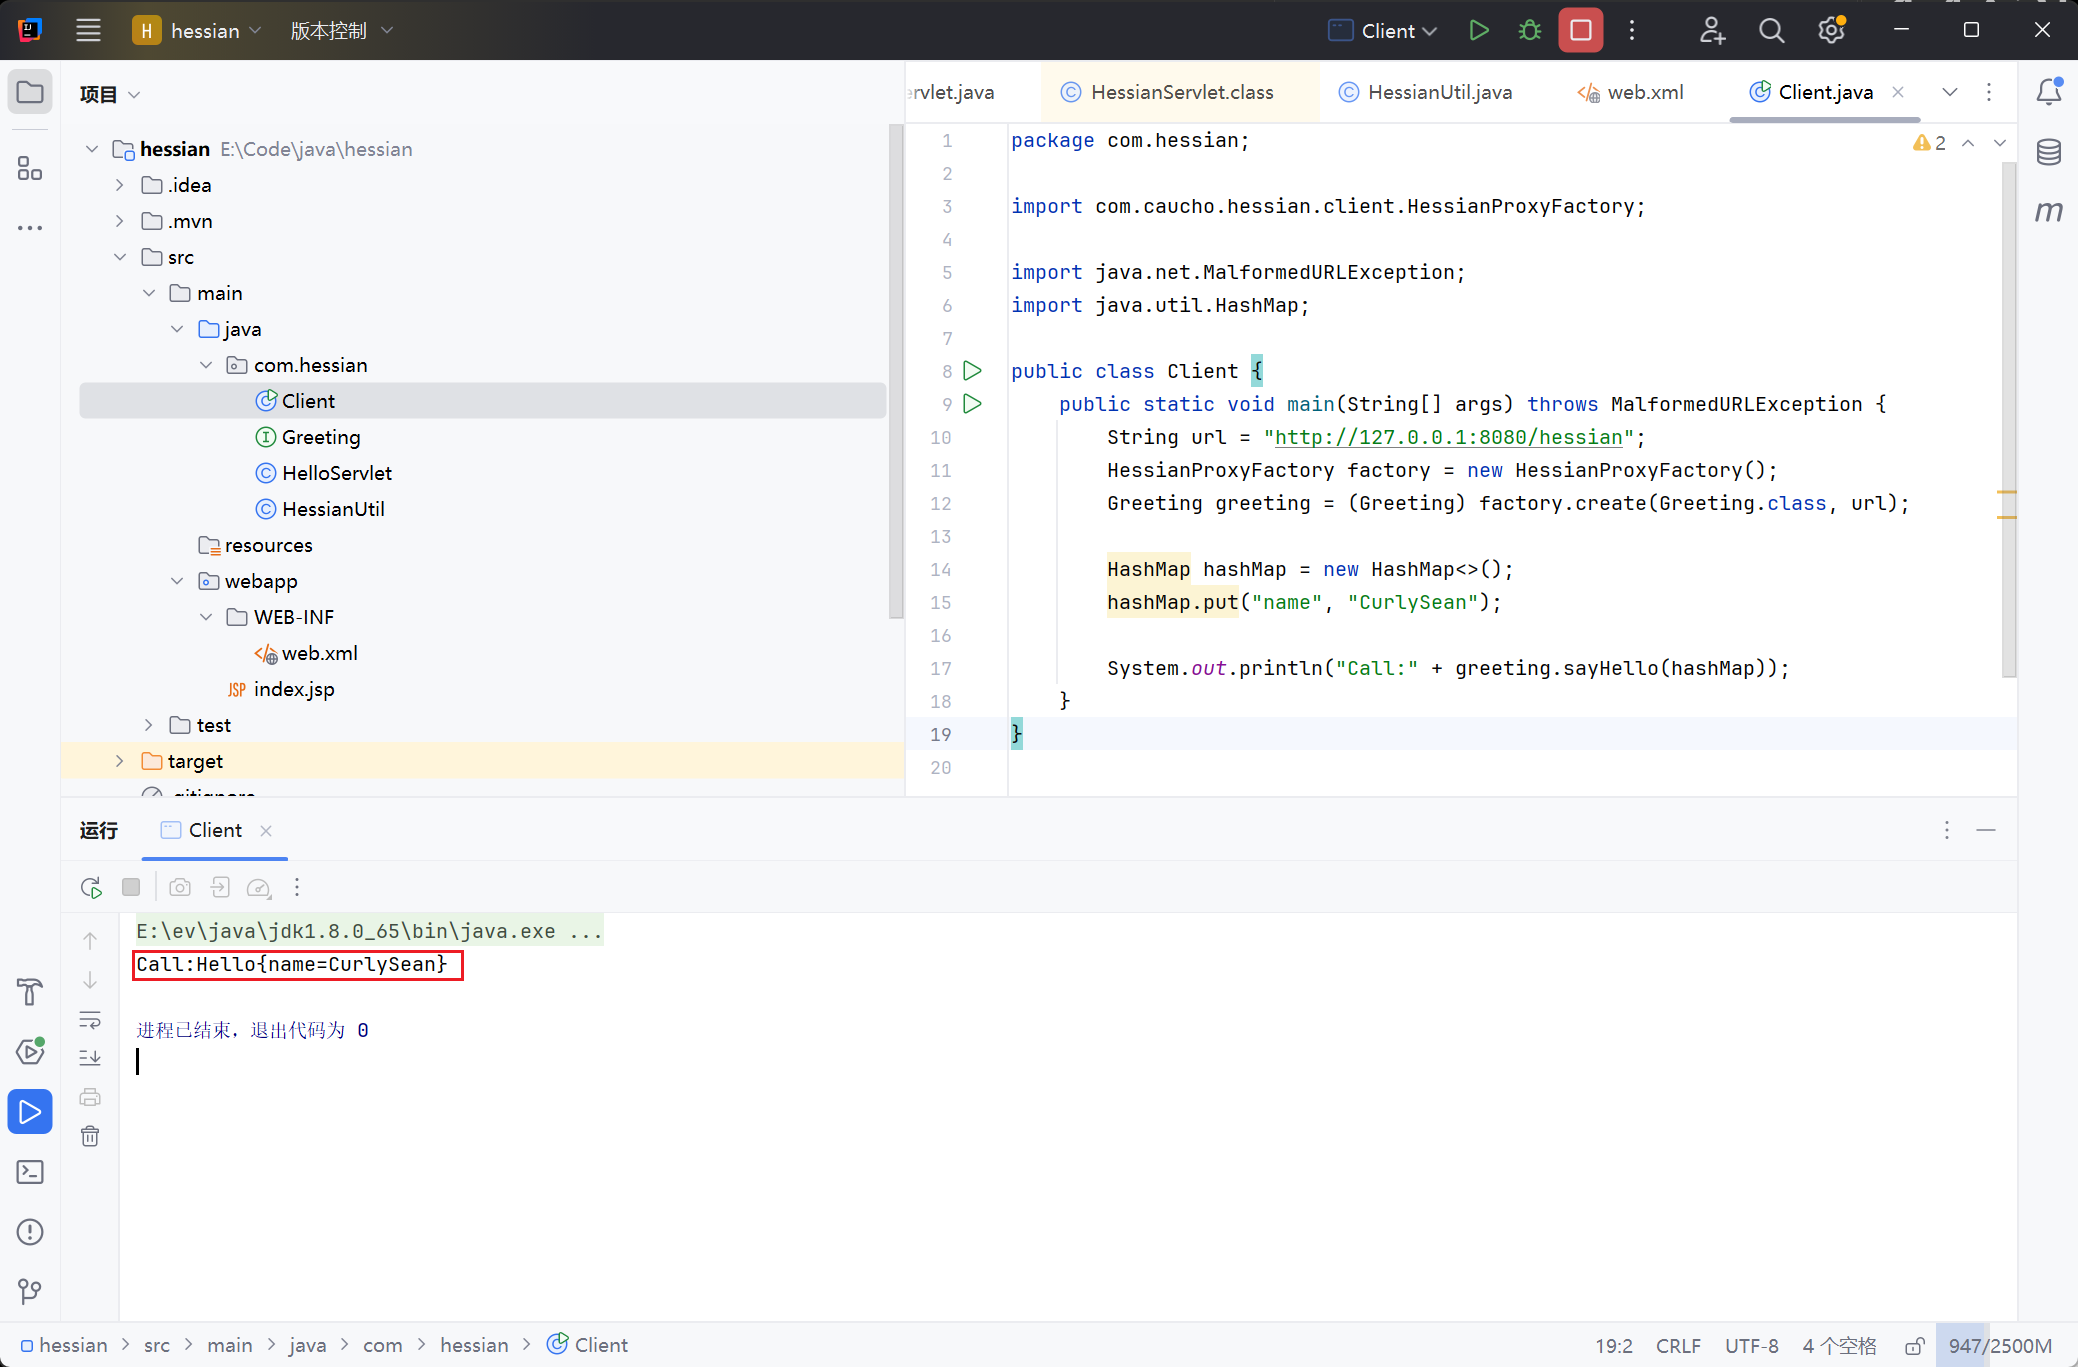 H hessian 版本控制 Client
项目
hessian E:\Code\java\hessian
.idea
.mvn
src
main
java
com.hessian
Client
Greeting
HelloServlet
HessianUtil
resources
webapp
WEB-INF
web.xml
JSP index.jsp
test
target
.gitignore
rvlet.java HessianServlet.class HessianUtil.java web.xml Client.java
2
1 package com.hessian;
2
3 import com.caucho.hessian.client.HessianProxyFactory;
4
5 import java.net.MalformedURLException;
6 import java.util.HashMap;
7
8 public class Client {
9 public static void main(String[] args) throws MalformedURLException {
10 String url = "http://127.0.0.1:8080/hessian";
11 HessianProxyFactory factory = new HessianProxyFactory();
12 Greeting greeting = (Greeting) factory.create(Greeting.class, url);
13
14 HashMap hashMap = new HashMap<>();
15 hashMap.put("name", "CurlySean");
16
17 System.out.println("Call:" + greeting.sayHello(hashMap));
18 }
19 }
20
m
运行 Client
E:\ev\java\jdk1.8.0_65\bin\java.exe ...
Call:Hello{name=CurlySean}
进程已结束，退出代码为 0
hessian > src > main > java > com > hessian > Client
19:2 CRLF UTF-8 4 个空格 947/2500M